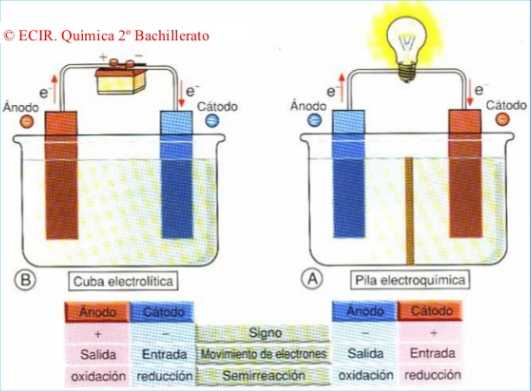 © ECIR. Química 2º Bachillerato
+ −
e⁻ e⁻ e⁻ e⁻
Ánodo Cátodo Ánodo Cátodo
B Cuba electrolítica A Pila electroquímica
Ánodo Cátodo Ánodo Cátodo
+ − Signo − +
Salida Entrada Movimiento de electrones Salida Entrada
oxidación reducción Semirreacción oxidación reducción